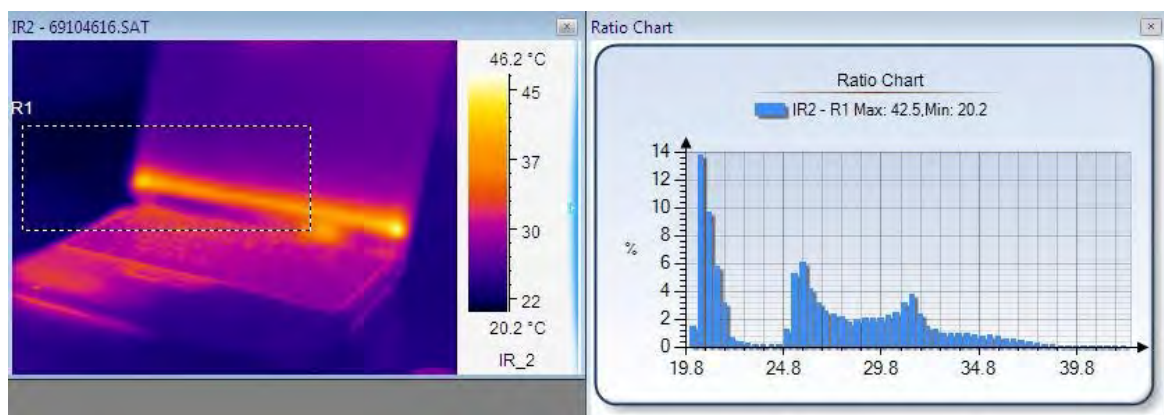 IR2 - 69104616.SAT
R1
46.2 °C
45
37
30
22
20.2 °C
IR_2
Ratio Chart
Ratio Chart
IR2 - R1 Max: 42.5,Min: 20.2
14
12
10
8
6
4
2
0
%
19.8 24.8 29.8 34.8 39.8